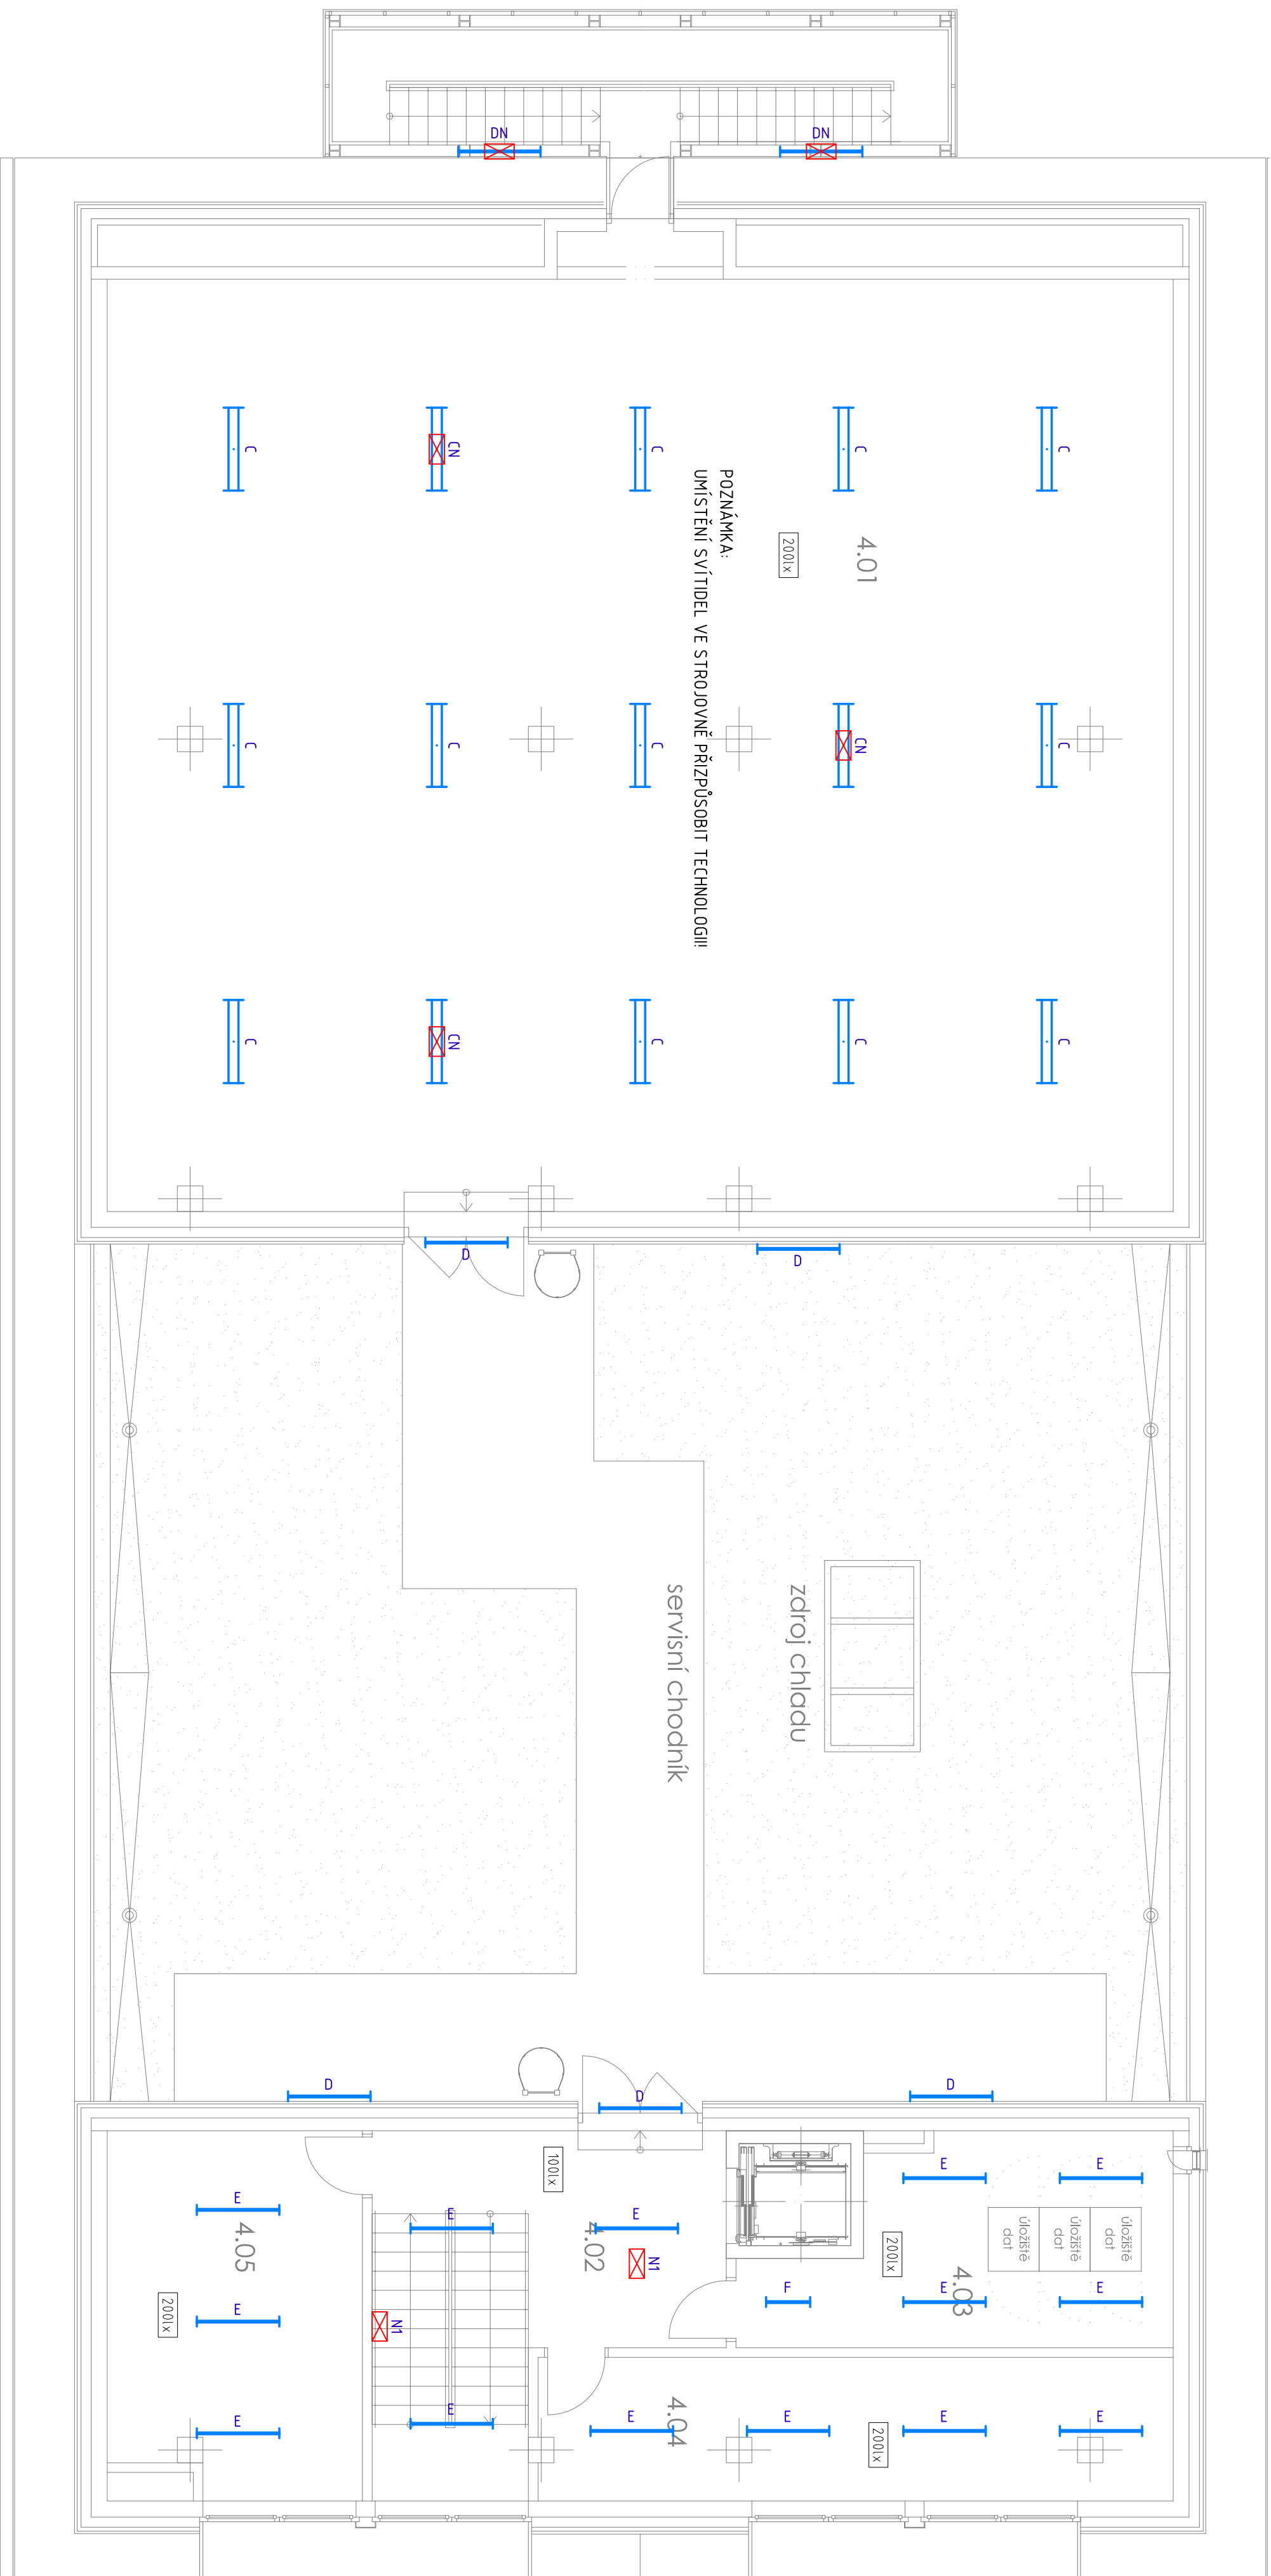 DN
DN
C
CN
C
C
C
4.01
200lx
POZNÁMKA:
UMÍSTĚNÍ SVÍTIDEL VE STROJOVNĚ PŘIZPŮSOBIT TECHNOLOGII!
C
C
C
CN
C
C
CN
C
C
C
D
D
zdroj chladu
servisní chodník
D
D
D
100lx
E
E
E
E
E
úložiště
dat
úložiště
dat
úložiště
dat
4.05
4.02
200lx
4.03
N1
F
E
E
200lx
E
N1
4.04
200lx
E
E
E
E
E
E